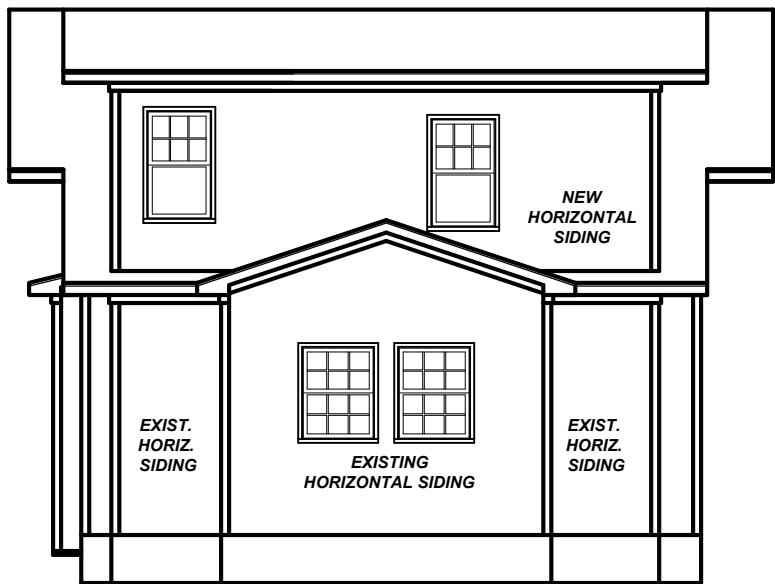 NEW
HORIZONTAL
SIDING
EXIST.
HORIZ.
SIDING
EXISTING
HORIZONTAL SIDING
EXIST.
HORIZ.
SIDING